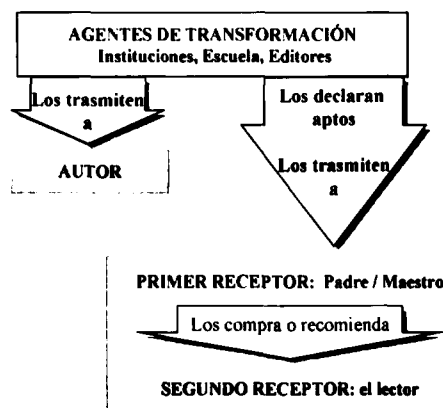 AGENTES DE TRANSFORMACIÓN
Instituciones, Escuela, Editores
Los trasmiten
a
AUTOR
Los declaran
aptos
Los trasmiten
a
PRIMER RECEPTOR: Padre / Maestro
Los compra o recomienda
SEGUNDO RECEPTOR: el lector